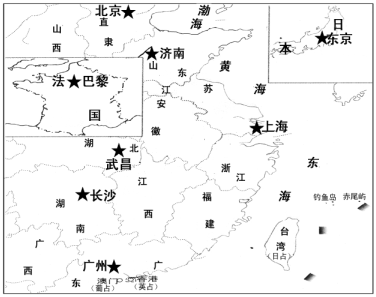 北京
渤海
日本
东京
山西
直隶
济南
山东
黄海
法国
巴黎
江苏
安徽
上海
湖北
武昌
浙江
东海
长沙
江西
湖南
福建
钓鱼岛
赤尾屿
台湾
(日占)
广西
广州
广东
澳门
(葡占)
香港
(英占)